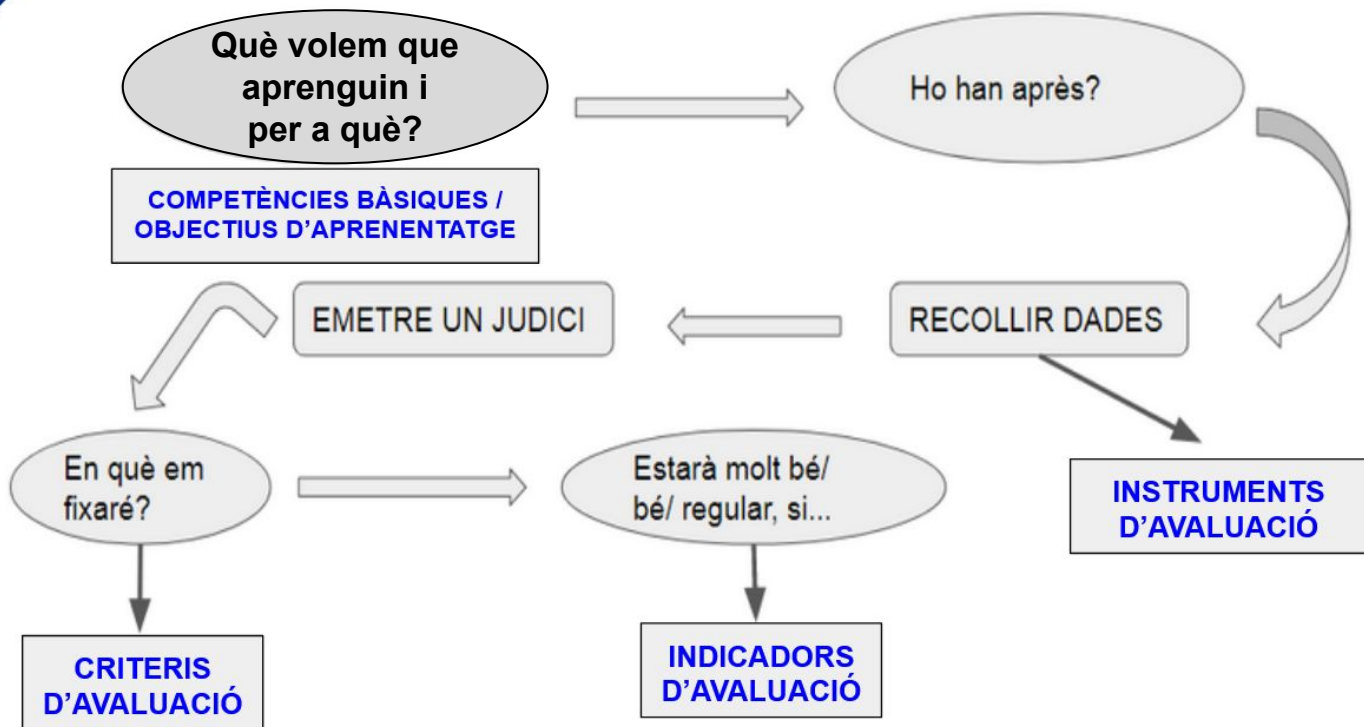 Què volem que
aprenguin i
per a què?
Ho han après?
COMPETÈNCIES BÀSIQUES /
OBJECTIUS D’APRENENTATGE
EMETRE UN JUDICI
RECOLLIR DADES
En què em
fixaré?
Estarà molt bé/
bé/ regular, si...
INSTRUMENTS
D’AVALUACIÓ
CRITERIS
D’AVALUACIÓ
INDICADORS
D’AVALUACIÓ